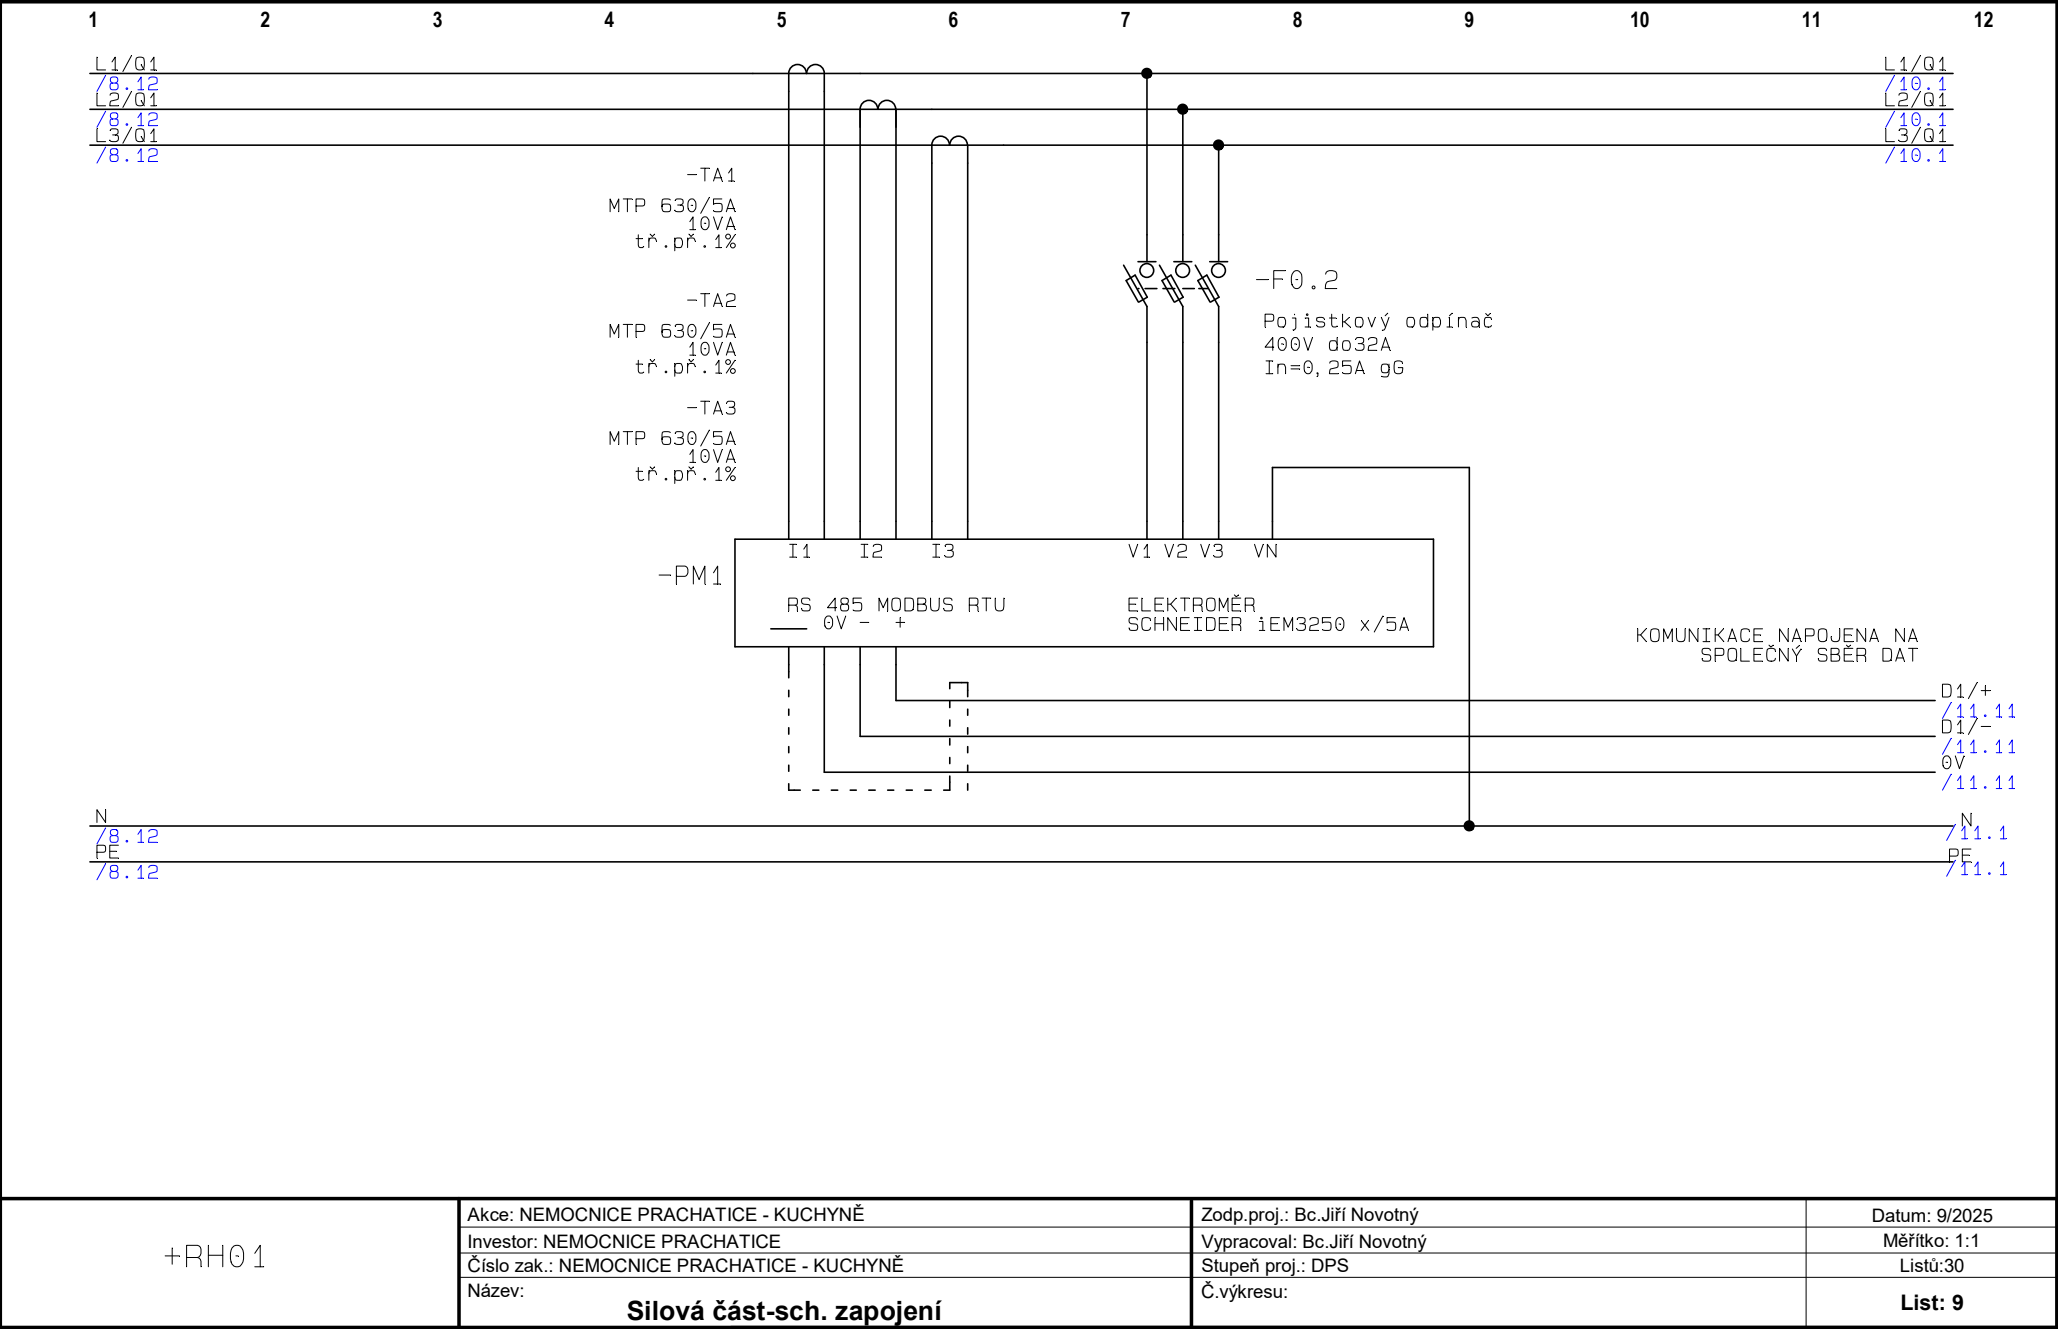 1 2 3 4 5 6 7 8 9 10 11 12
L1/Q1
/8.12
L2/Q1
/8.12
L3/Q1
/8.12
L1/Q1
/10.1
L2/Q1
/10.1
L3/Q1
/10.1
-TA1
MTP 630/5A
10VA
tř.př.1%
-TA2
MTP 630/5A
10VA
tř.př.1%
-TA3
MTP 630/5A
10VA
tř.př.1%
-F0.2
Pojistkový odpínač
400V do32A
In=0,25A gG
-PM1
I1 I2 I3 V1 V2 V3 VN
RS 485 MODBUS RTU
0V - +
ELEKTROMĚR
SCHNEIDER iEM3250 x/5A
KOMUNIKACE NAPOJENA NA
SPOLEČNÝ SBĚR DAT
D1/+
/11.11
D1/-
/11.11
0V
/11.11
N
/8.12
PE
/8.12
N
/11.1
PE
/11.1
+RH01
Akce: NEMOCNICE PRACHATICE - KUCHYNĚ
Investor: NEMOCNICE PRACHATICE
Číslo zak.: NEMOCNICE PRACHATICE - KUCHYNĚ
Název:
Silová část-sch. zapojení
Zodp.proj.: Bc.Jiří Novotný
Vypracoval: Bc.Jiří Novotný
Stupeň proj.: DPS
Č.výkresu:
Datum: 9/2025
Měřítko: 1:1
Listů:30
List: 9